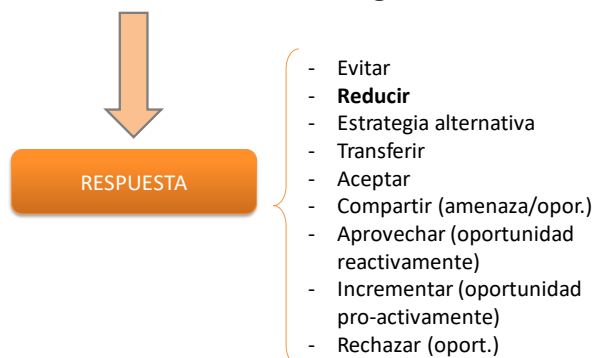 RESPUESTA
- Evitar
- Reducir
- Estrategia alternativa
- Transferir
- Aceptar
- Compartir (amenaza/opor.)
- Aprovechar (oportunidad
reactivamente)
- Incrementar (oportunidad
pro-activamente)
- Rechazar (oport.)